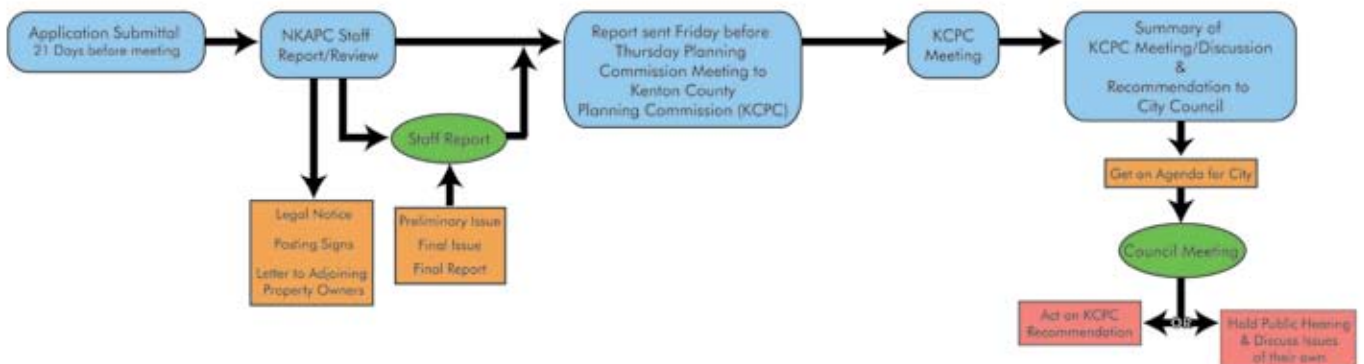 Application Submittal
21 Days before meeting
NKAPC Staff
Report/Review
Report sent Friday before
Thursday Planning
Commission Meeting to
Kenton County
Planning Commission (KCPC)
KCPC
Meeting
Summary of
KCPC Meeting/Discussion
&
Recommendation to
City Council
Staff Report
Legal Notice
Posting Signs
Letter to Adjoining
Property Owners
Preliminary Issue
Final Issue
Final Report
Get on Agenda for City
Council Meeting
Act on KCPC
Recommendation
OR
Hold Public Hearing
& Discuss Issues
of their own